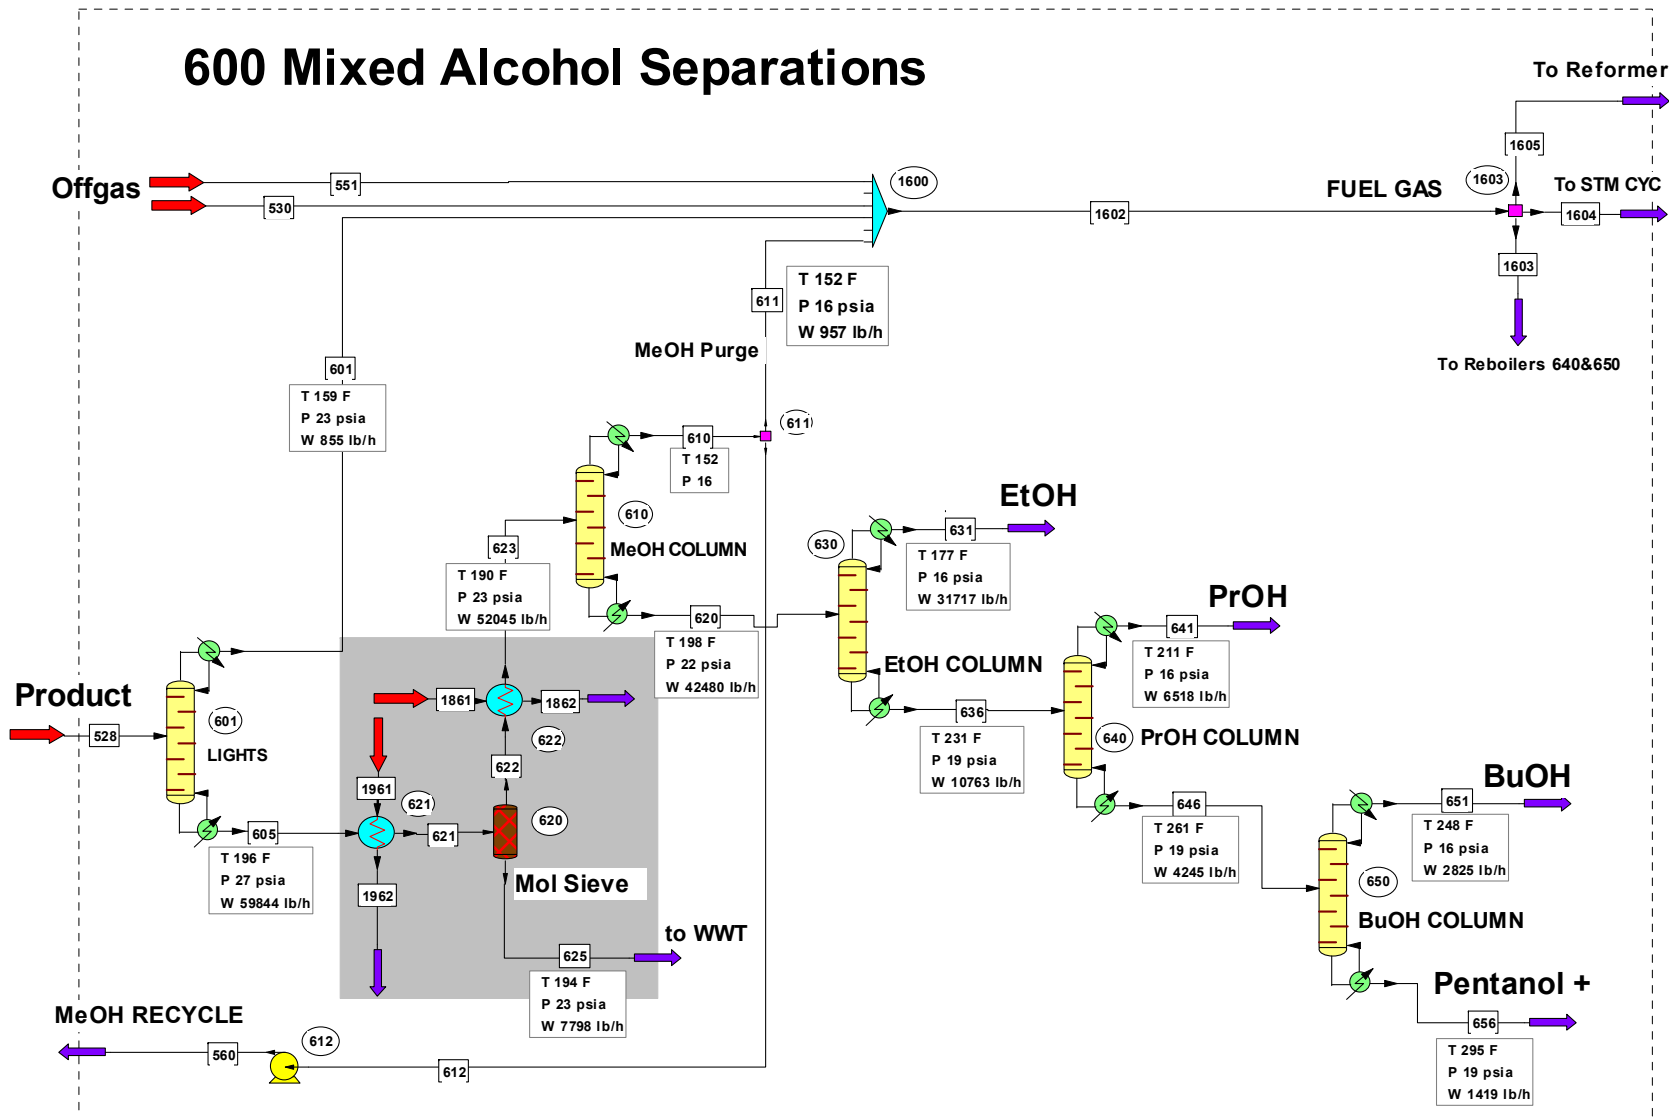 600 Mixed Alcohol Separations
To Reformer
Offgas
551
530
1600
1602
FUEL GAS
1603
1605
To STM CYC
1604
1603
To Reboilers 640&650
611
T 152 F
P 16 psia
W 957 lb/h
MeOH Purge
601
T 159 F
P 23 psia
W 855 lb/h
610
T 152
P 16
611
610
MeOH COLUMN
623
T 190 F
P 23 psia
W 52045 lb/h
620
T 198 F
P 22 psia
W 42480 lb/h
EtOH
630
631
T 177 F
P 16 psia
W 31717 lb/h
EtOH COLUMN
636
T 231 F
P 19 psia
W 10763 lb/h
PrOH
641
T 211 F
P 16 psia
W 6518 lb/h
640
PrOH COLUMN
646
T 261 F
P 19 psia
W 4245 lb/h
BuOH
651
T 248 F
P 16 psia
W 2825 lb/h
650
BuOH COLUMN
Pentanol +
656
T 295 F
P 19 psia
W 1419 lb/h
Product
528
601
LIGHTS
605
T 196 F
P 27 psia
W 59844 lb/h
1861
1862
622
622
1961
621
621
620
Mol Sieve
1962
to WWT
625
T 194 F
P 23 psia
W 7798 lb/h
MeOH RECYCLE
560
612
612